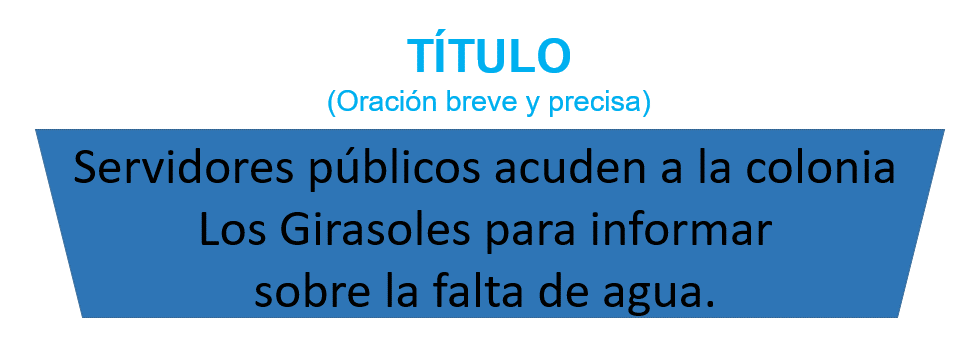 TÍTULO
(Oración breve y precisa)
Servidores públicos acuden a la colonia
Los Girasoles para informar
sobre la falta de agua.